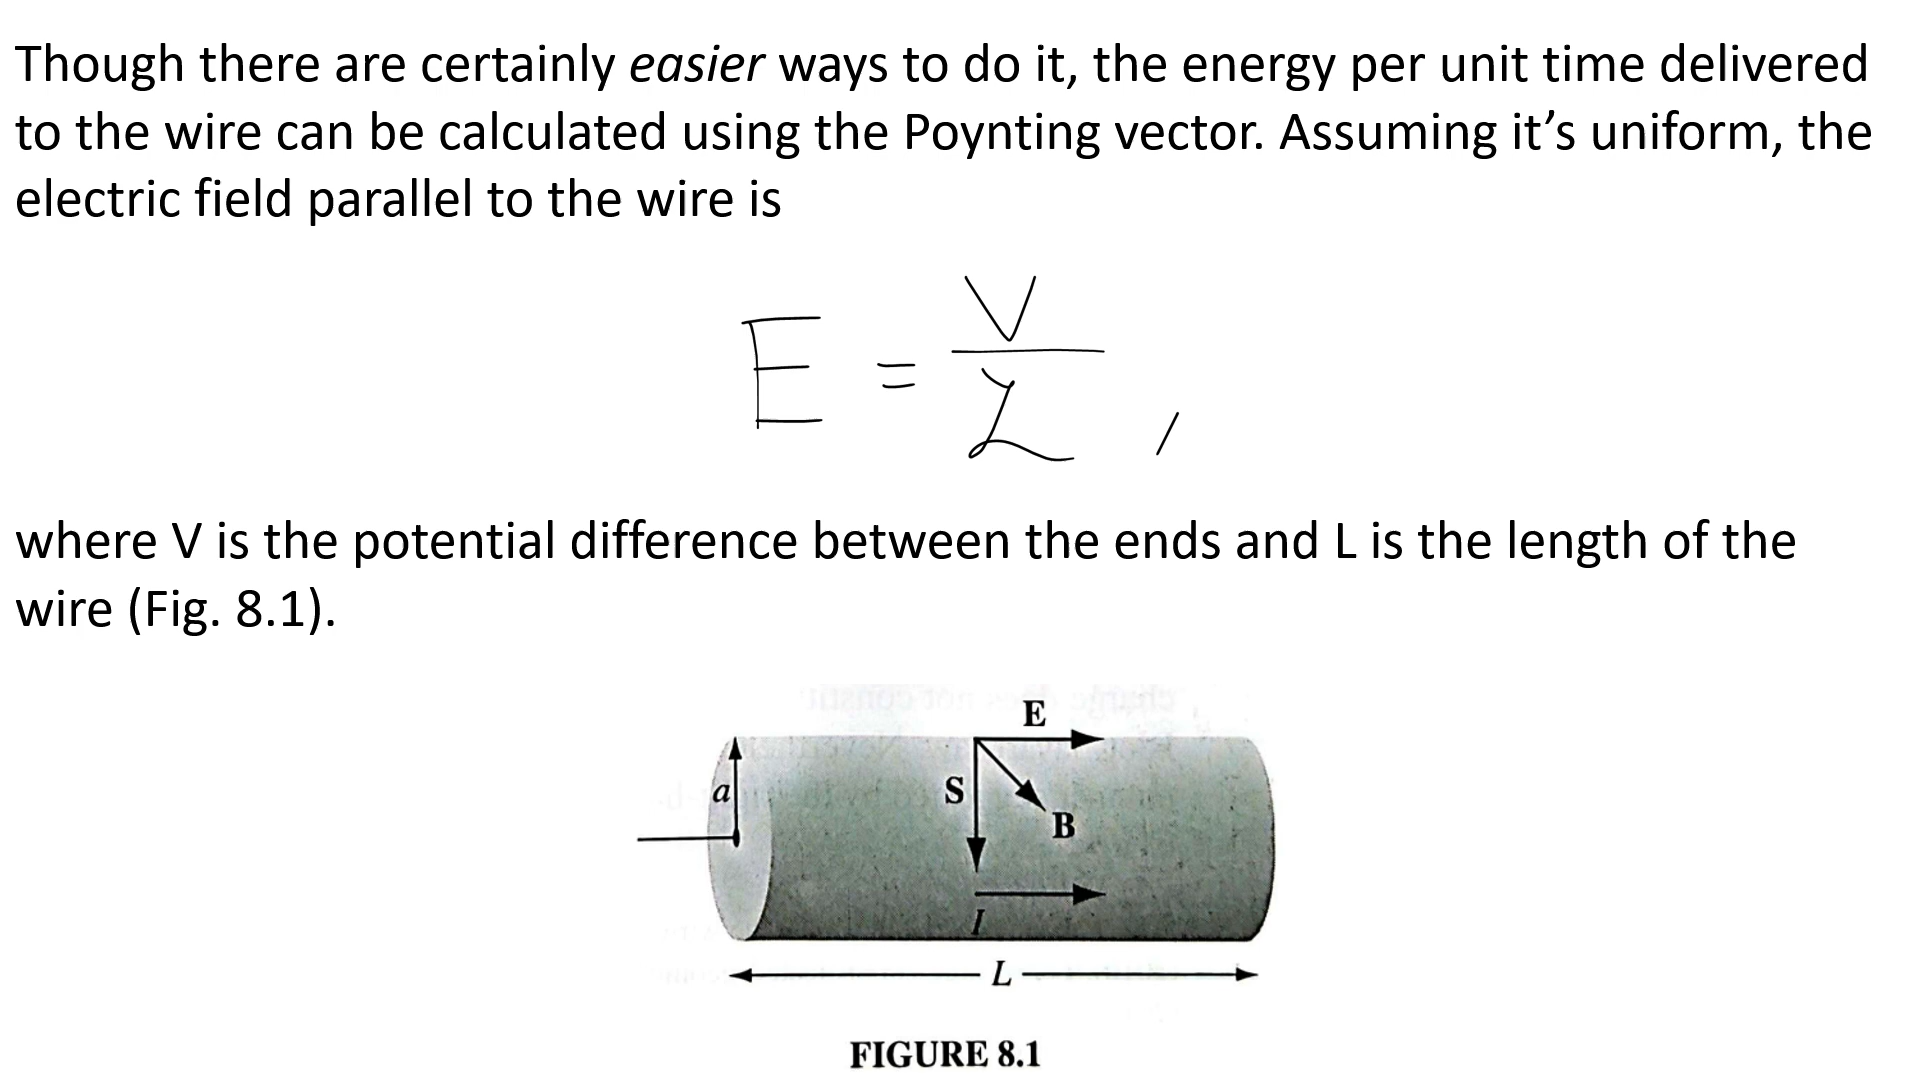 Though there are certainly easier ways to do it, the energy per unit time delivered
to the wire can be calculated using the Poynting vector. Assuming it’s uniform, the
electric field parallel to the wire is
E = V/L ,
where V is the potential difference between the ends and L is the length of the
wire (Fig. 8.1).
E
a
S
B
I
L
FIGURE 8.1